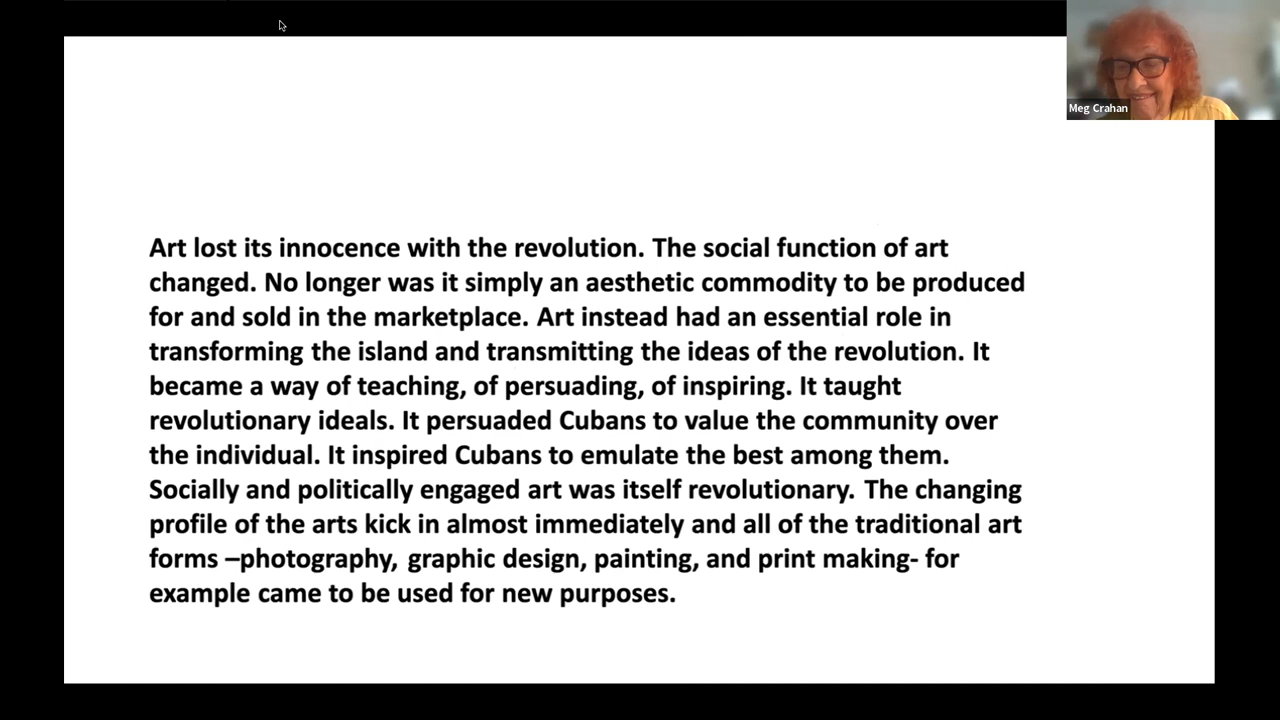 Meg Crahan
Art lost its innocence with the revolution. The social function of art
changed. No longer was it simply an aesthetic commodity to be produced
for and sold in the marketplace. Art instead had an essential role in
transforming the island and transmitting the ideas of the revolution. It
became a way of teaching, of persuading, of inspiring. It taught
revolutionary ideals. It persuaded Cubans to value the community over
the individual. It inspired Cubans to emulate the best among them.
Socially and politically engaged art was itself revolutionary. The changing
profile of the arts kick in almost immediately and all of the traditional art
forms –photography, graphic design, painting, and print making- for
example came to be used for new purposes.